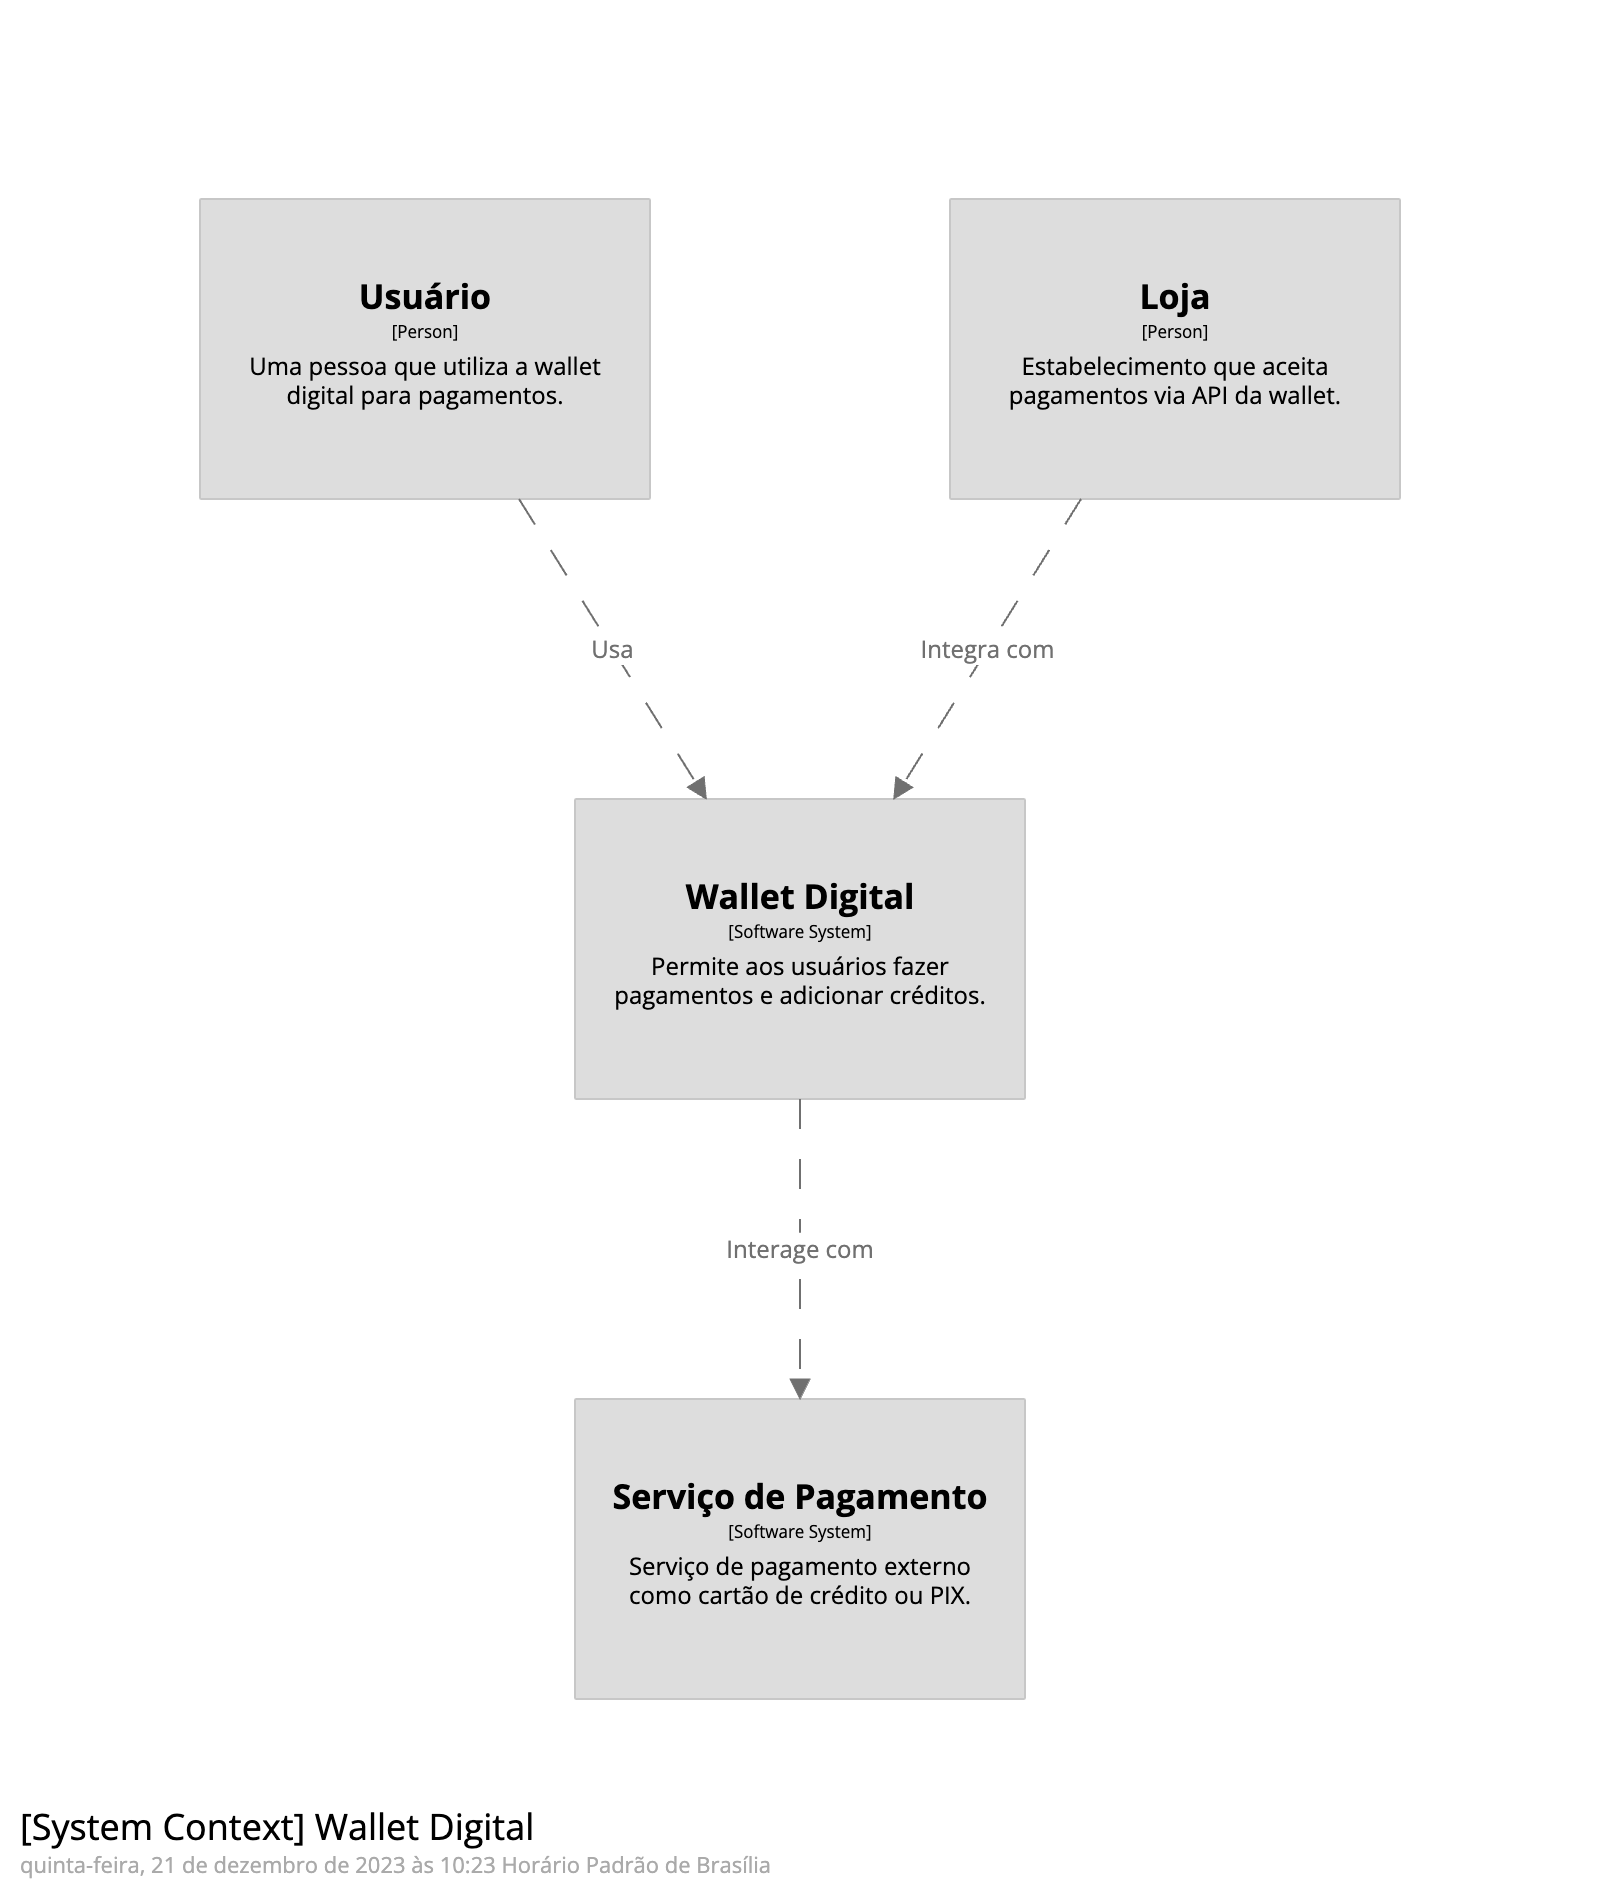 Usuário
[Person]
Uma pessoa que utiliza a wallet
digital para pagamentos.
Loja
[Person]
Estabelecimento que aceita
pagamentos via API da wallet.
Usa
Integra com
Wallet Digital
[Software System]
Permite aos usuários fazer
pagamentos e adicionar créditos.
Interage com
Serviço de Pagamento
[Software System]
Serviço de pagamento externo
como cartão de crédito ou PIX.
[System Context] Wallet Digital
quinta-feira, 21 de dezembro de 2023 às 10:23 Horário Padrão de Brasília